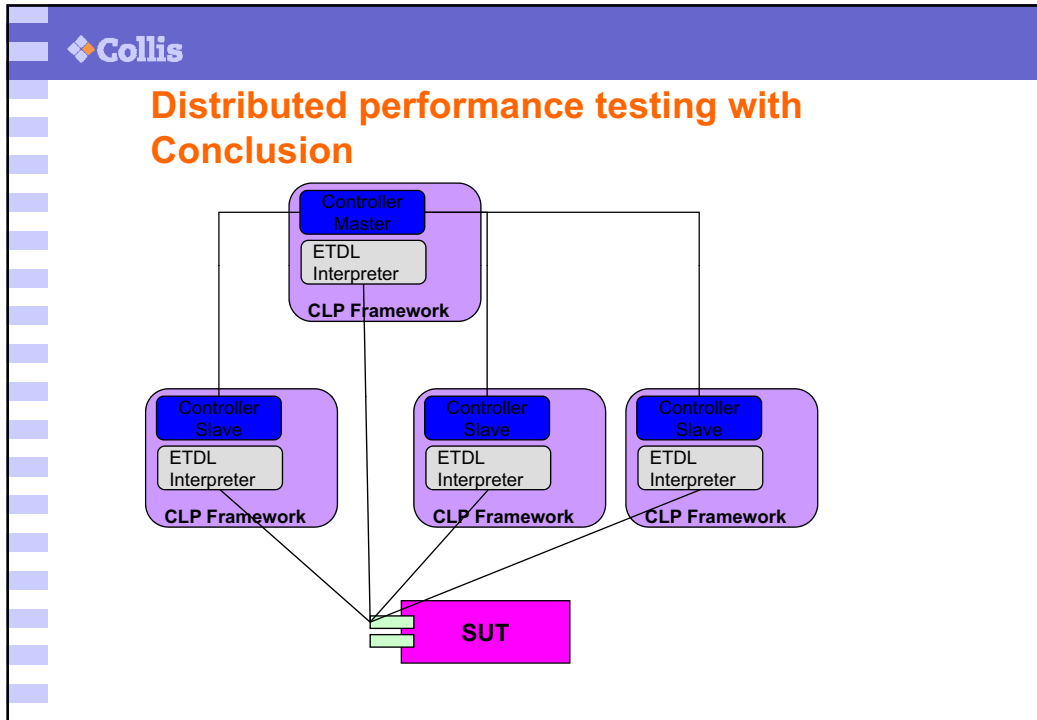 Collis
Distributed performance testing with
Conclusion
Controller
Master
ETDL
Interpreter
CLP Framework
Controller
Slave
ETDL
Interpreter
CLP Framework
Controller
Slave
ETDL
Interpreter
CLP Framework
Controller
Slave
ETDL
Interpreter
CLP Framework
SUT